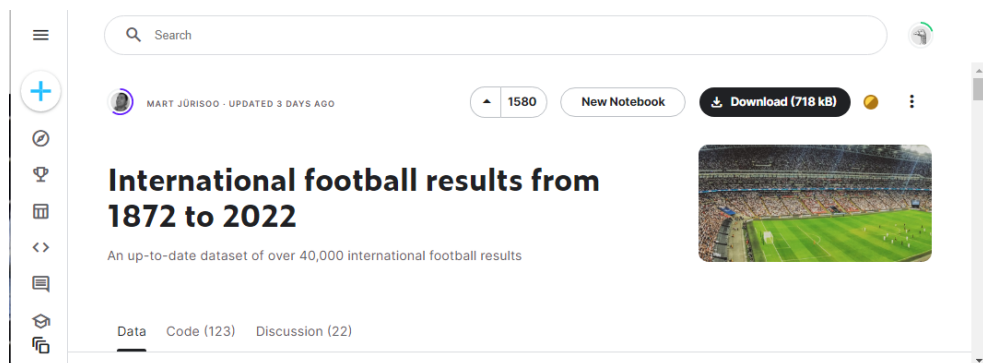 Search
MART JÜRISOO · UPDATED 3 DAYS AGO
1580
New Notebook
Download (718 kB)
International football results from
1872 to 2022
An up-to-date dataset of over 40,000 international football results
Data
Code (123)
Discussion (22)